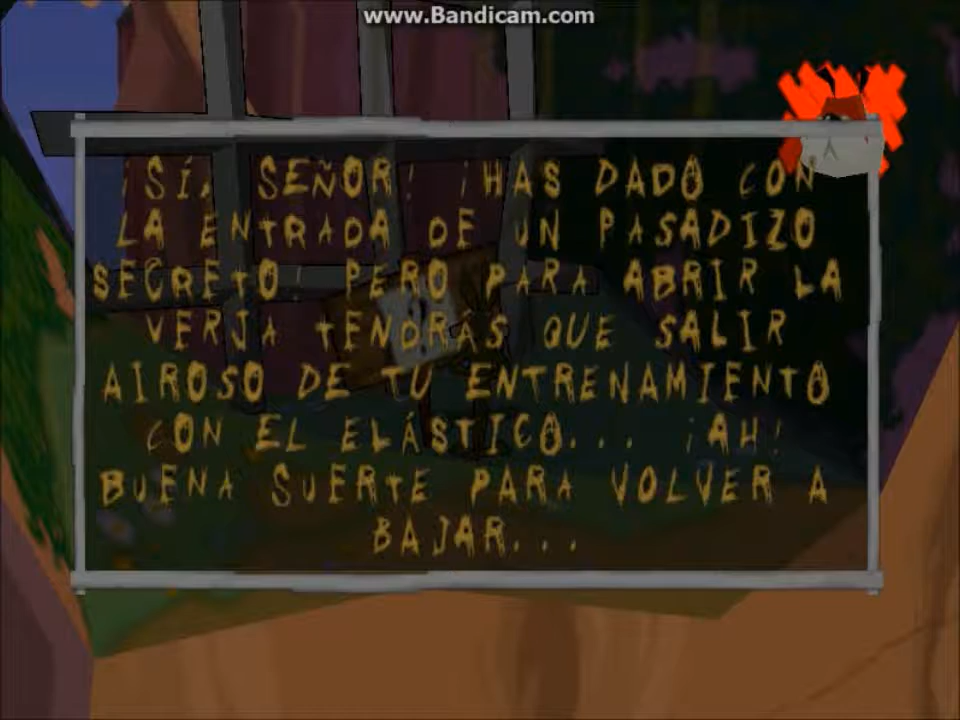 www.Bandicam.com
¡SÍ, SEÑOR! ¡HAS DADO CON
LA ENTRADA DE UN PASADIZO
SECRETO! PERO PARA ABRIR LA
VERJA TENDRÁS QUE SALIR
AIROSO DE TU ENTRENAMIENTO
CON EL ELÁSTICO... ¡AH!
BUENA SUERTE PARA VOLVER A
BAJAR...